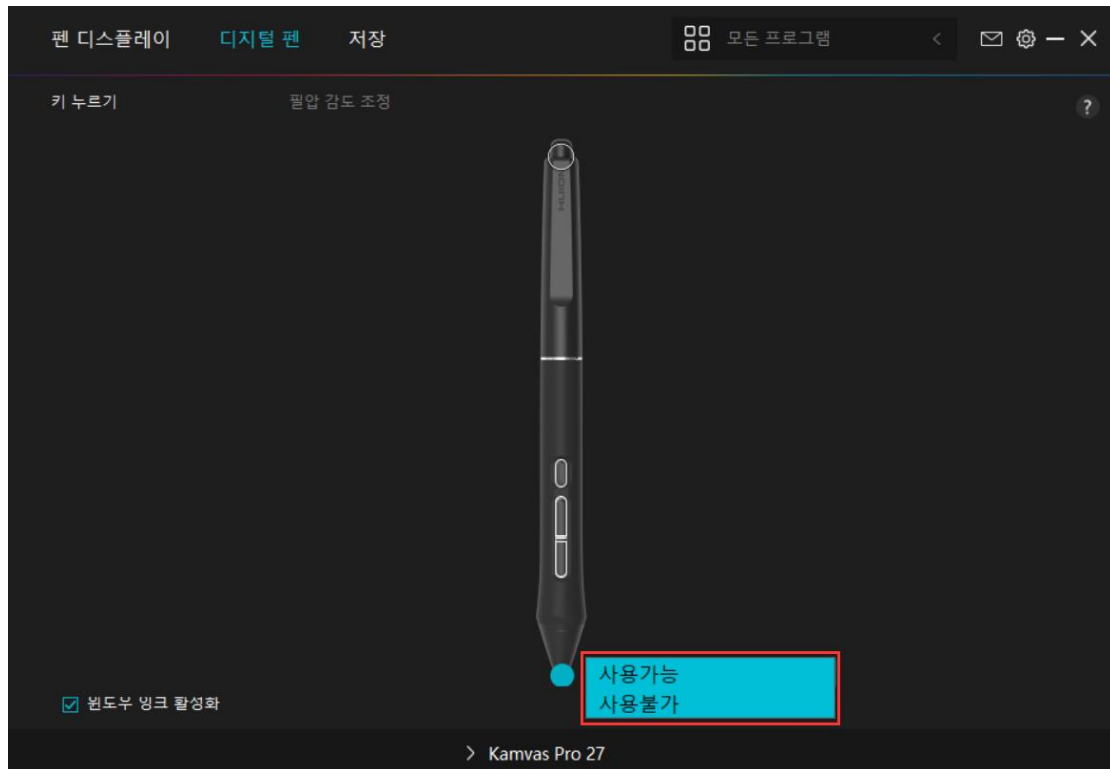 펜 디스플레이 디지털 펜 저장 모든 프로그램
키 누르기 필압 감도 조정 ?
HUION
사용가능
사용불가
윈도우 잉크 활성화
Kamvas Pro 27